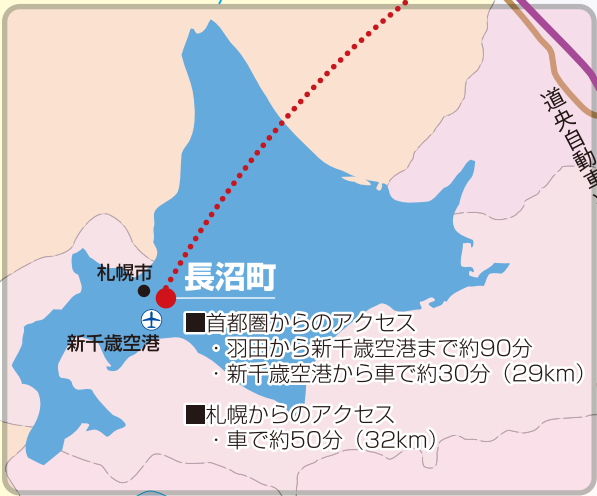 道央自動車
札幌市
長沼町
新千歳空港
■首都圏からのアクセス
・羽田から新千歳空港まで約90分
・新千歳空港から車で約30分（29km）
■札幌からのアクセス
・車で約50分（32km）